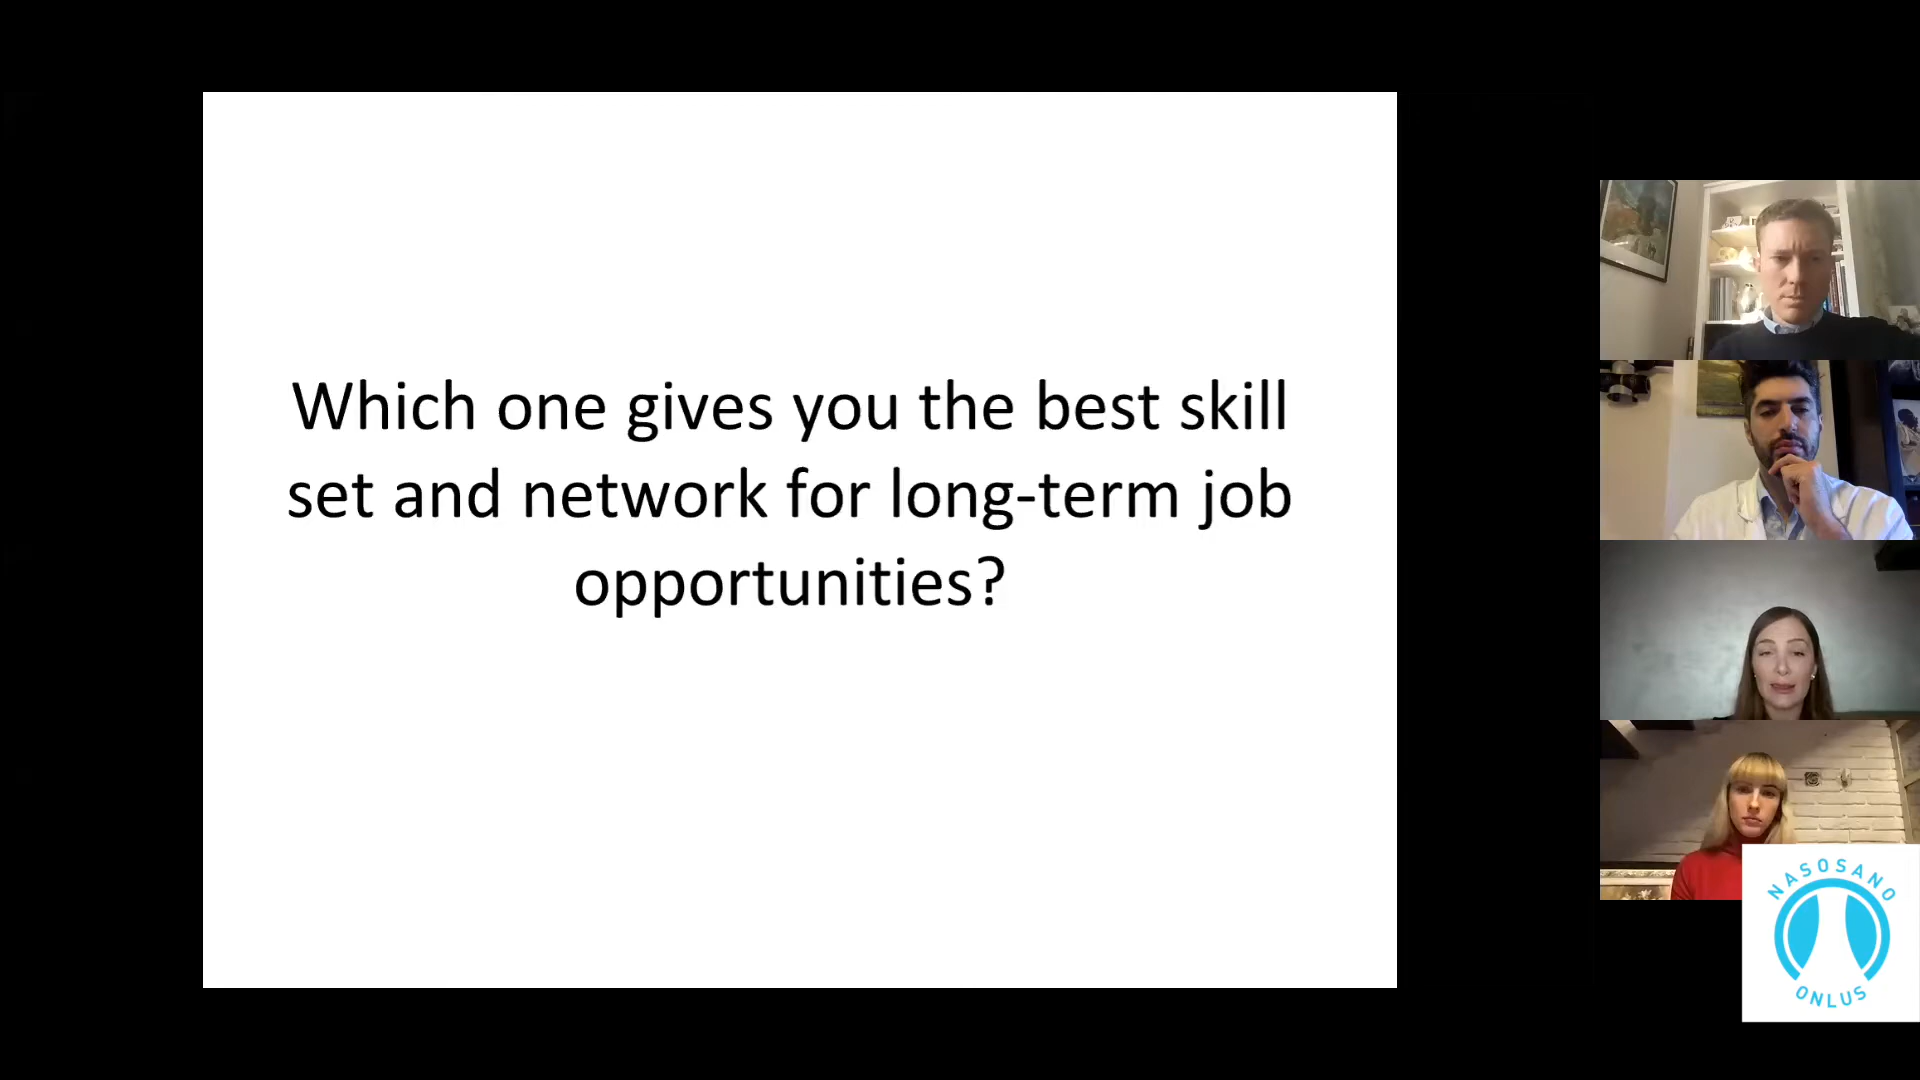 Which one gives you the best skill
set and network for long-term job
opportunities?
NASOSANO
ONLUS